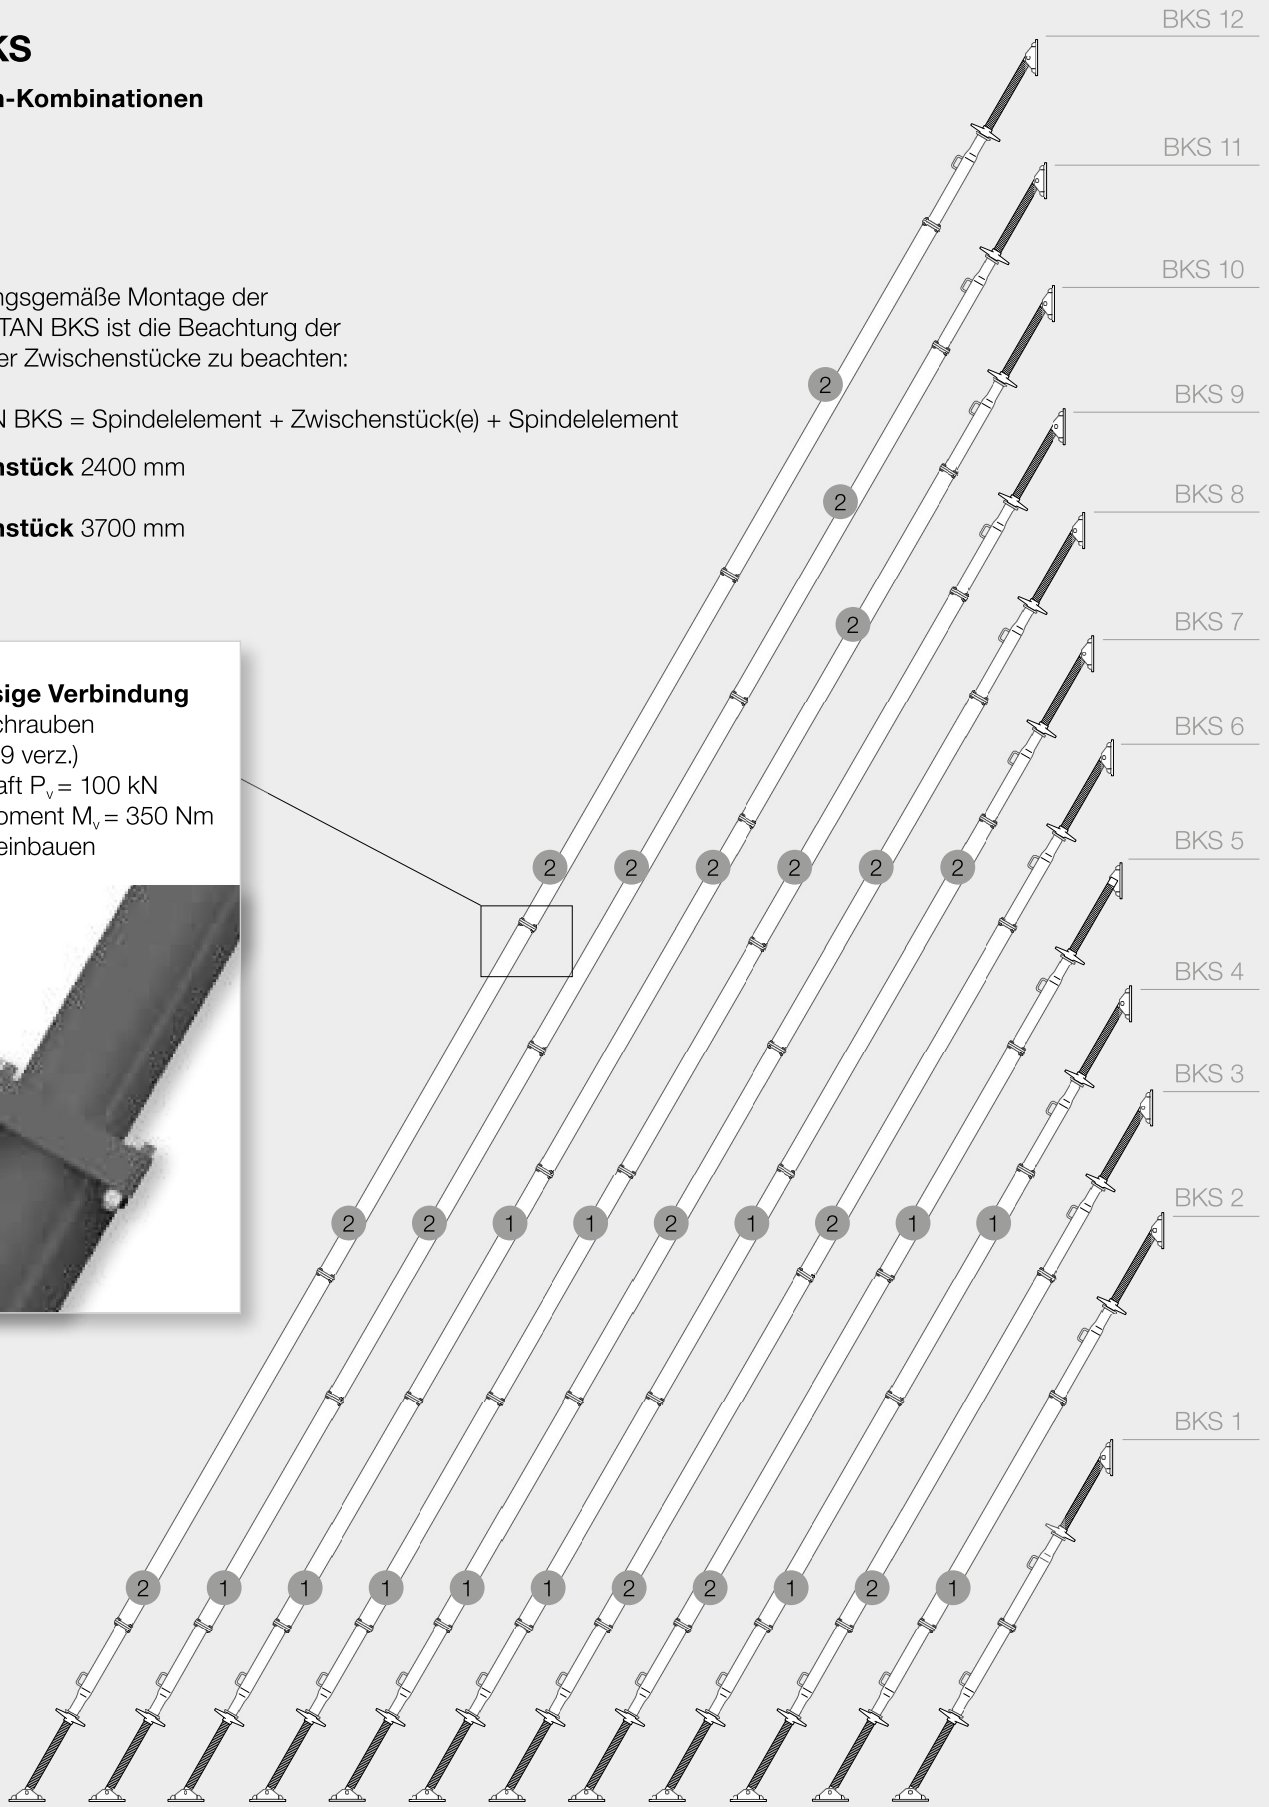 KS
n-Kombinationen
ngsgemäße Montage der
TAN BKS ist die Beachtung der
er Zwischenstücke zu beachten:
N BKS = Spindelelement + Zwischenstück(e) + Spindelelement
nstück 2400 mm
nstück 3700 mm
sige Verbindung
chrauben
9 verz.)
aft Pv = 100 kN
oment Mv = 350 Nm
einbauen
BKS 12
BKS 11
BKS 10
BKS 9
BKS 8
BKS 7
BKS 6
BKS 5
BKS 4
BKS 3
BKS 2
BKS 1
2
2
2
2 2 2 2 2 2
2 2 1 1 2 1 2 1 1
2 1 1 1 1 1 2 2 1 2 1